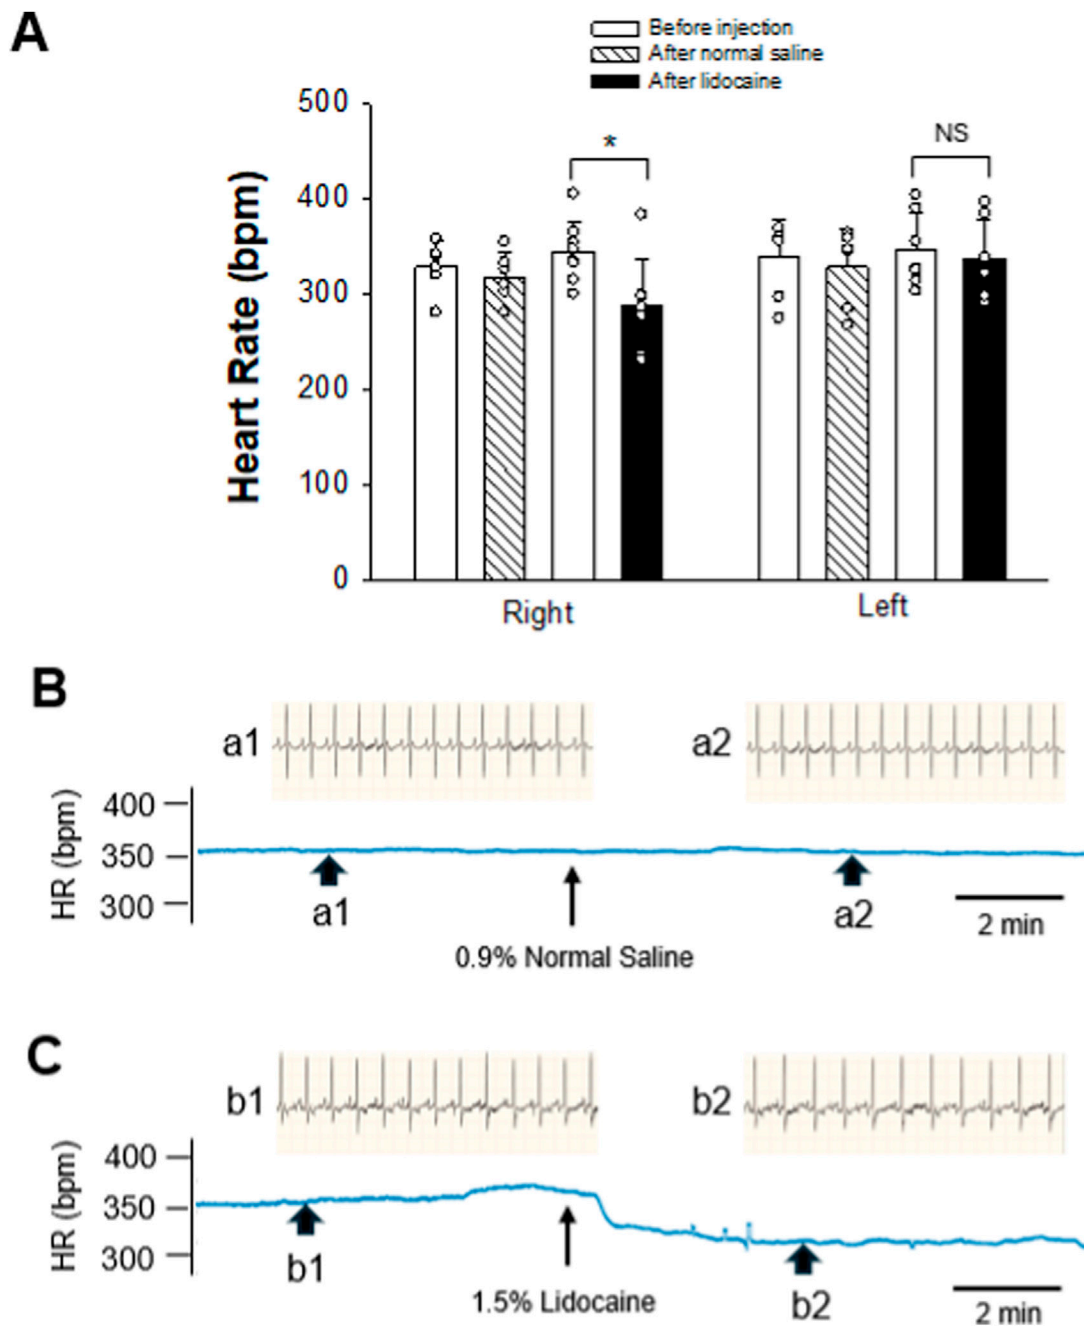 A
Before injection
After normal saline
After lidocaine
500
400
300
200
100
0
Heart Rate (bpm)
*
NS
Right
Left
B
a1
a2
400
350
300
HR (bpm)
a1
a2
0.9% Normal Saline
2 min
C
b1
b2
400
350
300
HR (bpm)
b1
b2
1.5% Lidocaine
2 min